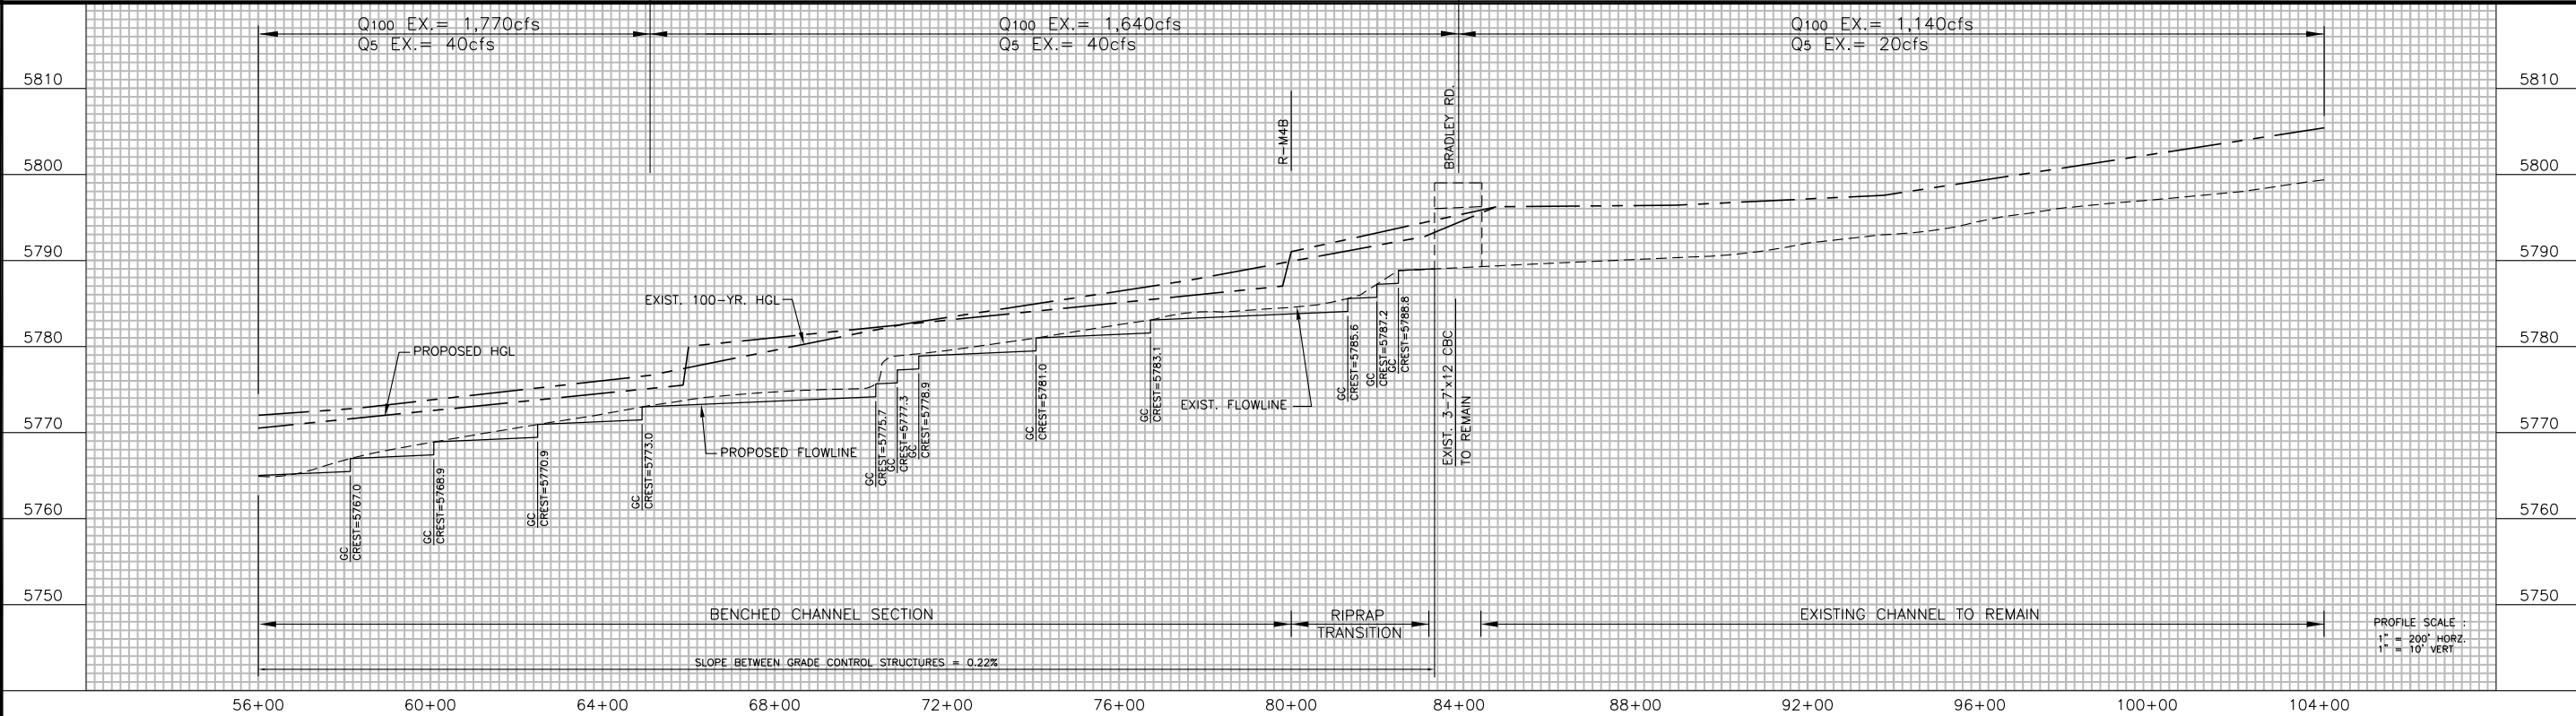 Q100 EX.= 1,770cfs
Q5 EX.= 40cfs
Q100 EX.= 1,640cfs
Q5 EX.= 40cfs
Q100 EX.= 1,140cfs
Q5 EX.= 20cfs
5810
5810
5800
5800
5790
5790
5780
5780
5770
5770
5760
5760
5750
5750
R-M4B
BRADLEY RD.
EXIST. 100-YR. HGL
PROPOSED HGL
EXIST. FLOWLINE
PROPOSED FLOWLINE
GC
CREST=5767.0
GC
CREST=5768.9
GC
CREST=5770.9
GC
CREST=5773.0
GC
CREST=5775.7
GC
CREST=5777.3
GC
CREST=5778.9
GC
CREST=5781.0
GC
CREST=5783.1
GC
CREST=5785.6
GC
CREST=5787.2
GC
CREST=5788.8
EXIST. 3-7'x12' CBC
TO REMAIN
BENCHED CHANNEL SECTION
RIPRAP
TRANSITION
EXISTING CHANNEL TO REMAIN
SLOPE BETWEEN GRADE CONTROL STRUCTURES = 0.22%
PROFILE SCALE :
1" = 200' HORZ.
1" = 10' VERT
56+00
60+00
64+00
68+00
72+00
76+00
80+00
84+00
88+00
92+00
96+00
100+00
104+00